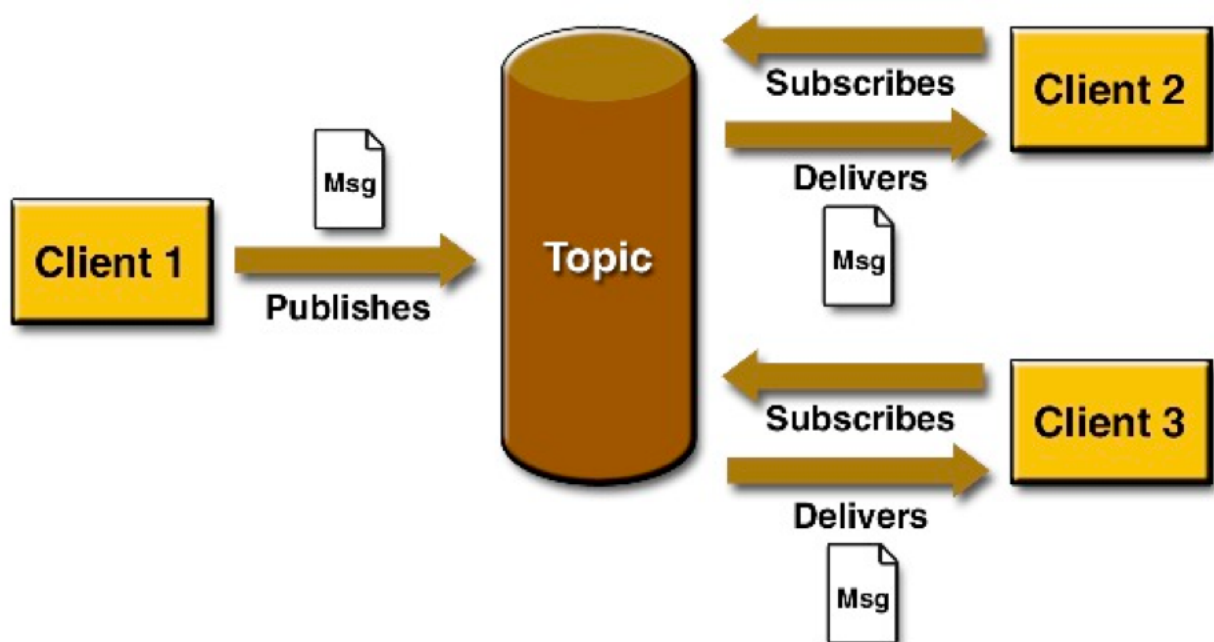 Subscribes
Client 2
Msg
Delivers
Client 1
Topic
Msg
Publishes
Subscribes
Client 3
Delivers
Msg